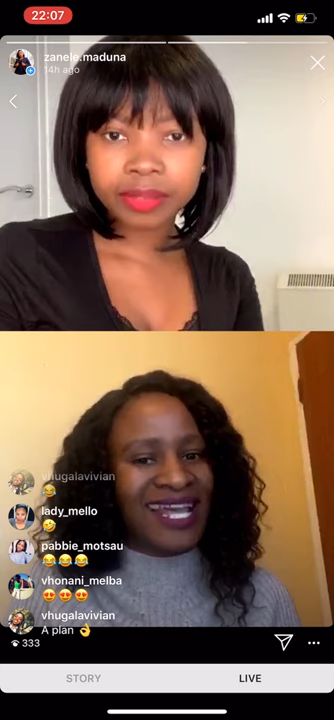 22:07
zanele.maduna
14h ago
vhugalavivian
😂
lady_mello
🤣
pabbie_motsau
😂😂😂
vhonani_melba
😍😍😍
vhugalavivian
A plan 👌
333
STORY LIVE